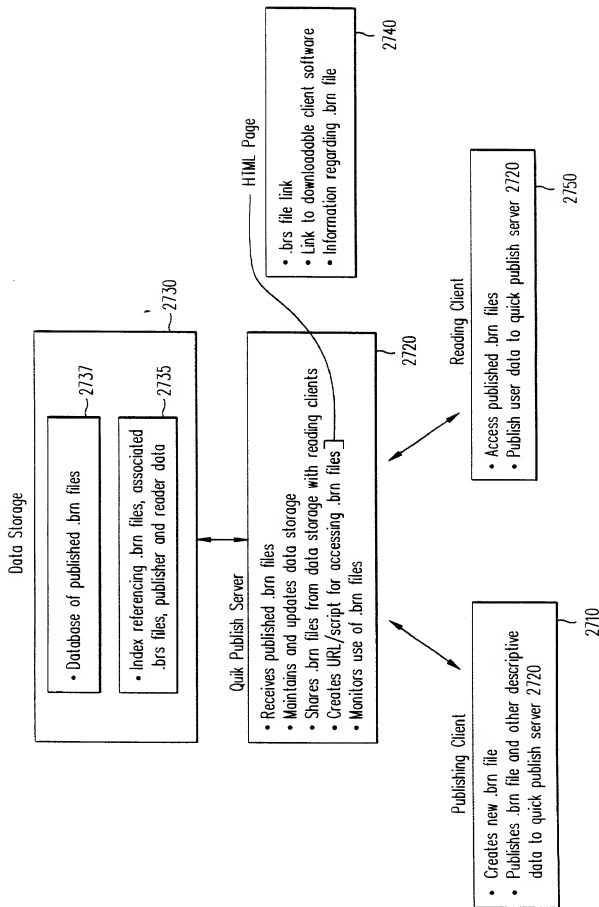 Data Storage
• Database of published .brn files
2737
• Index referencing .brn files, associated
.brs files, publisher and reader data
2735
2730
Quik Publish Server
• Receives published .brn files
• Maintains and updates data storage
• Shares .brn files from data storage with reading clients
• Creates URL/script for accessing .brn files
• Monitors use of .brn files
2720
HTML Page
• .brs file link
• Link to downloadable client software
• Information regarding .brn file
2740
Publishing Client
• Creates new .brn file
• Publishes .brn file and other descriptive
data to quick publish server 2720
2710
Reading Client
• Access published .brn files
• Publish user data to quick publish server 2720
2750